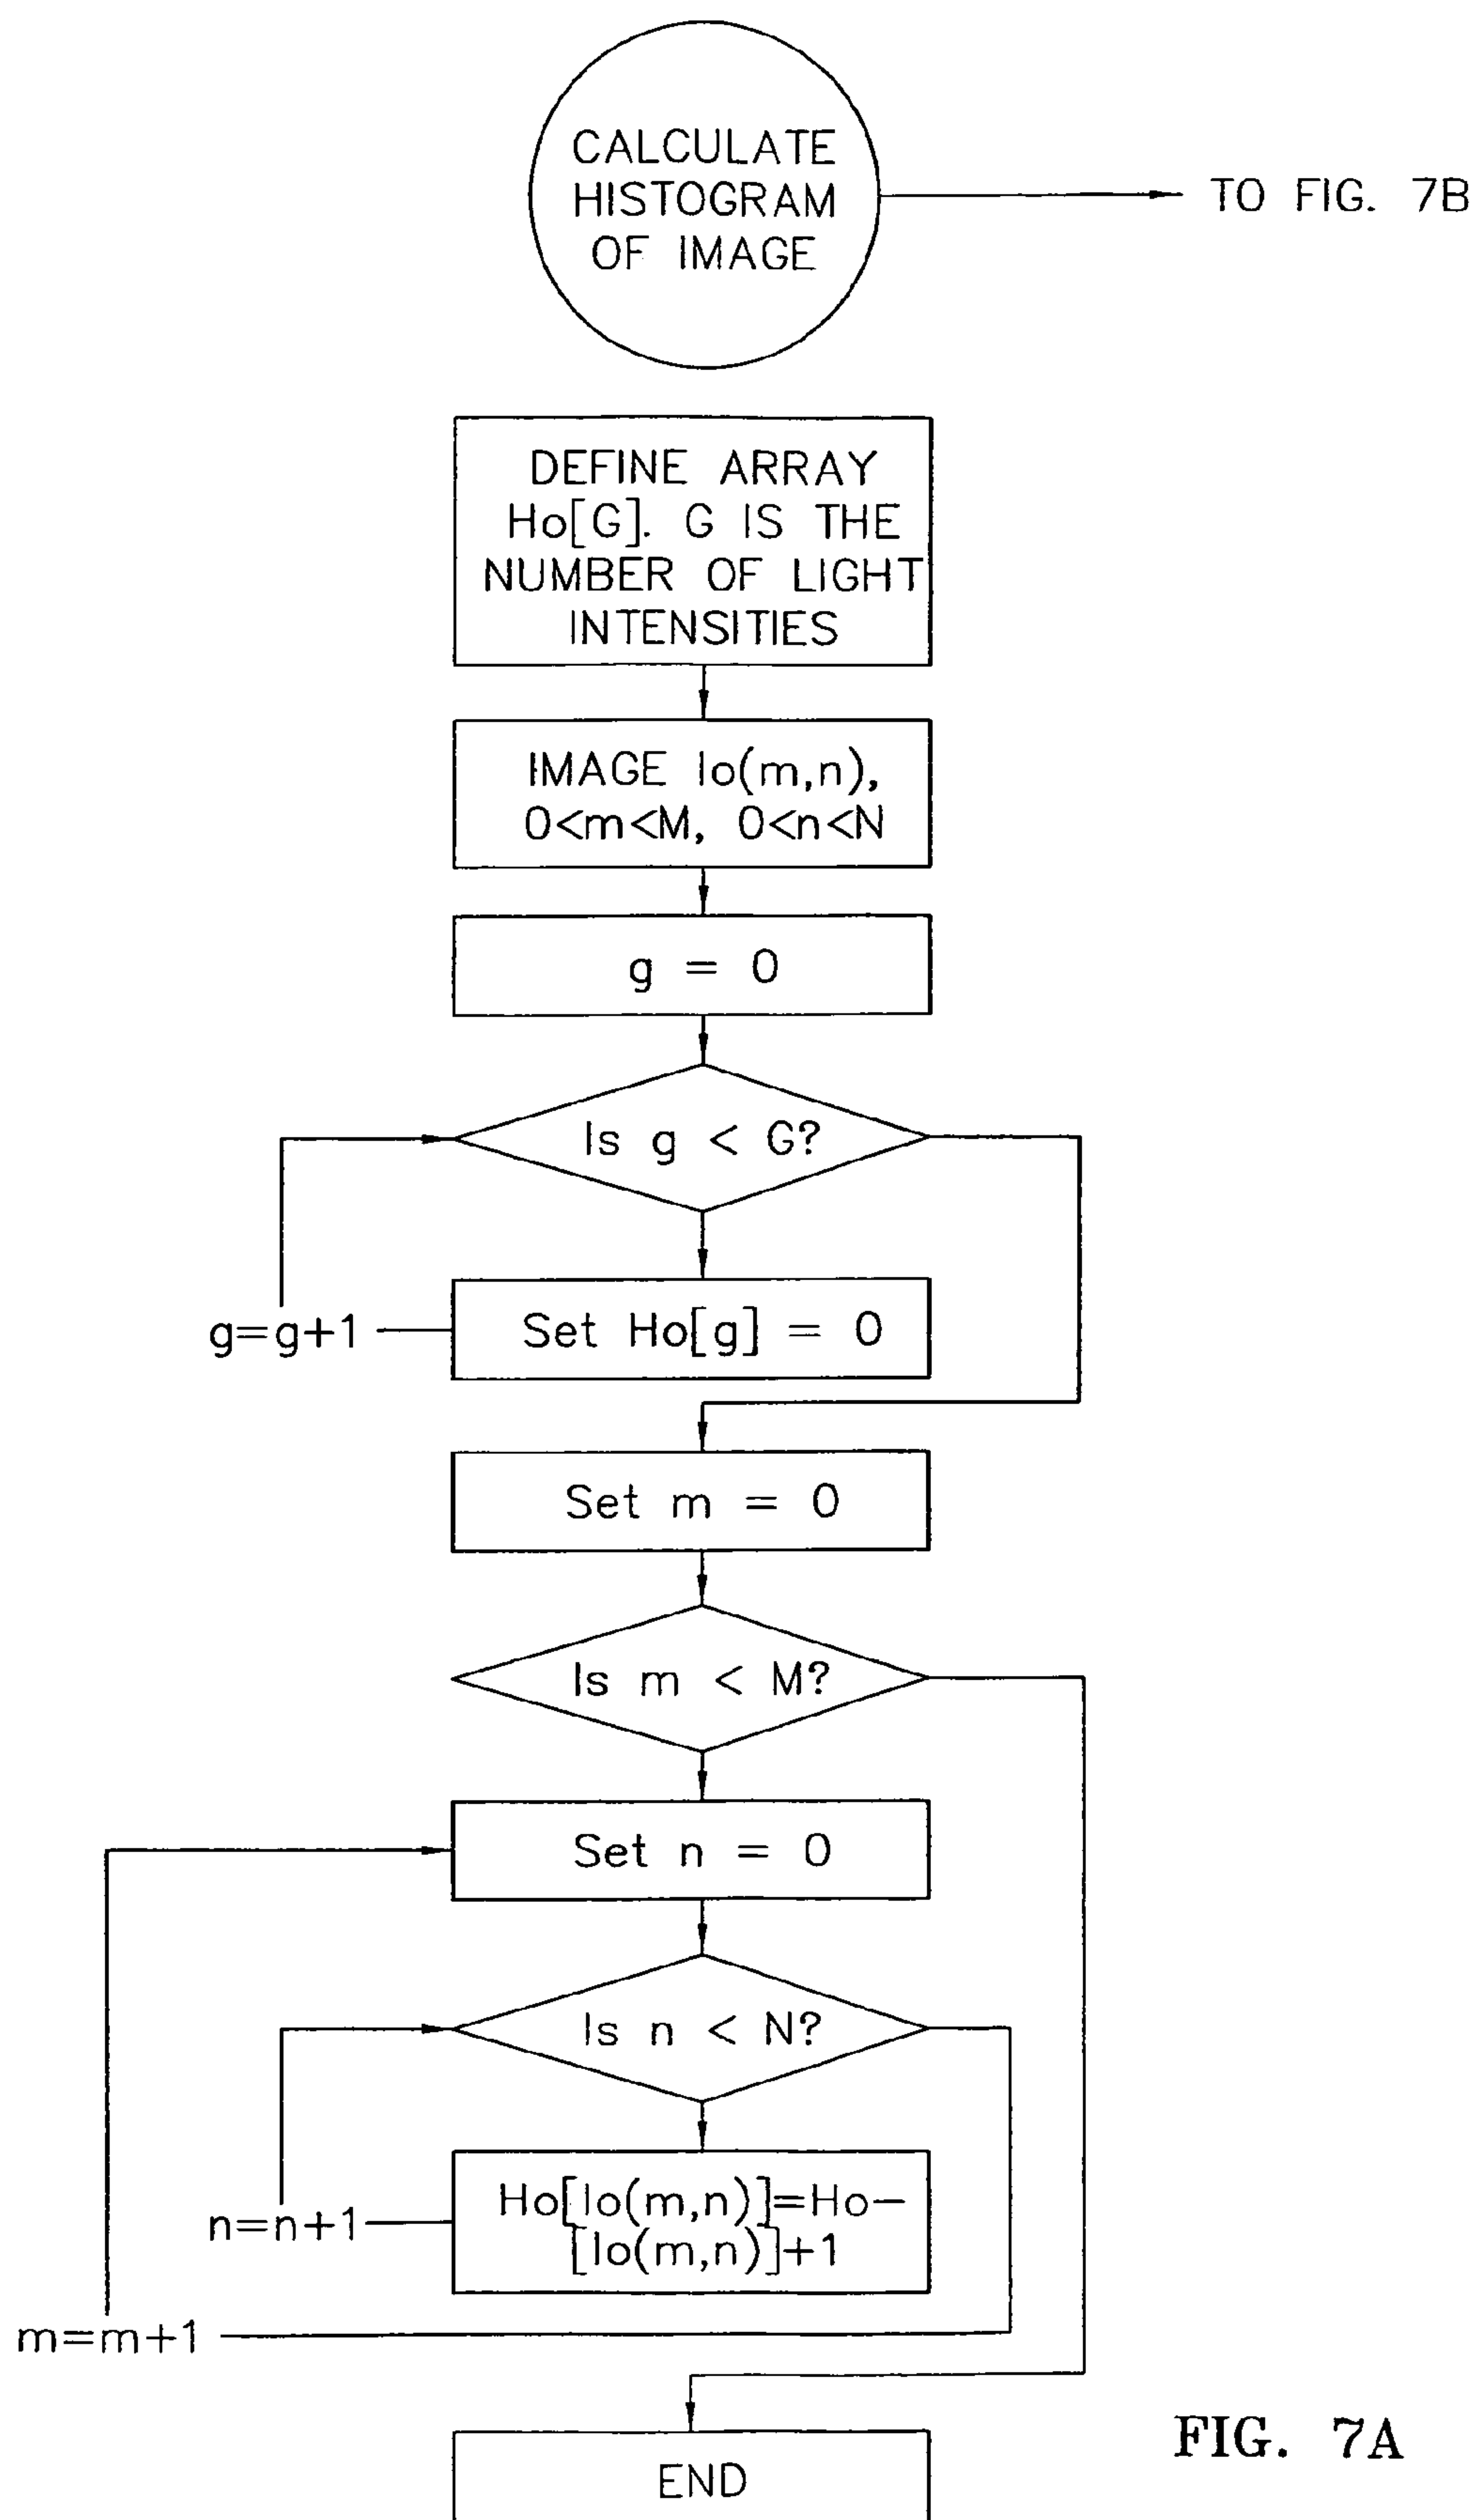 CALCULATE
HISTOGRAM
OF IMAGE
TO FIG. 7B
DEFINE ARRAY
Ho[G]. G IS THE
NUMBER OF LIGHT
INTENSITIES
IMAGE Io(m,n),
0<m<M, 0<n<N
g = 0
Is g < G?
g=g+1
Set Ho[g] = 0
Set m = 0
Is m < M?
Set n = 0
Is n < N?
Ho[Io(m,n)]=Ho-
[Io(m,n)]+1
n=n+1
m=m+1
END
FIG. 7A